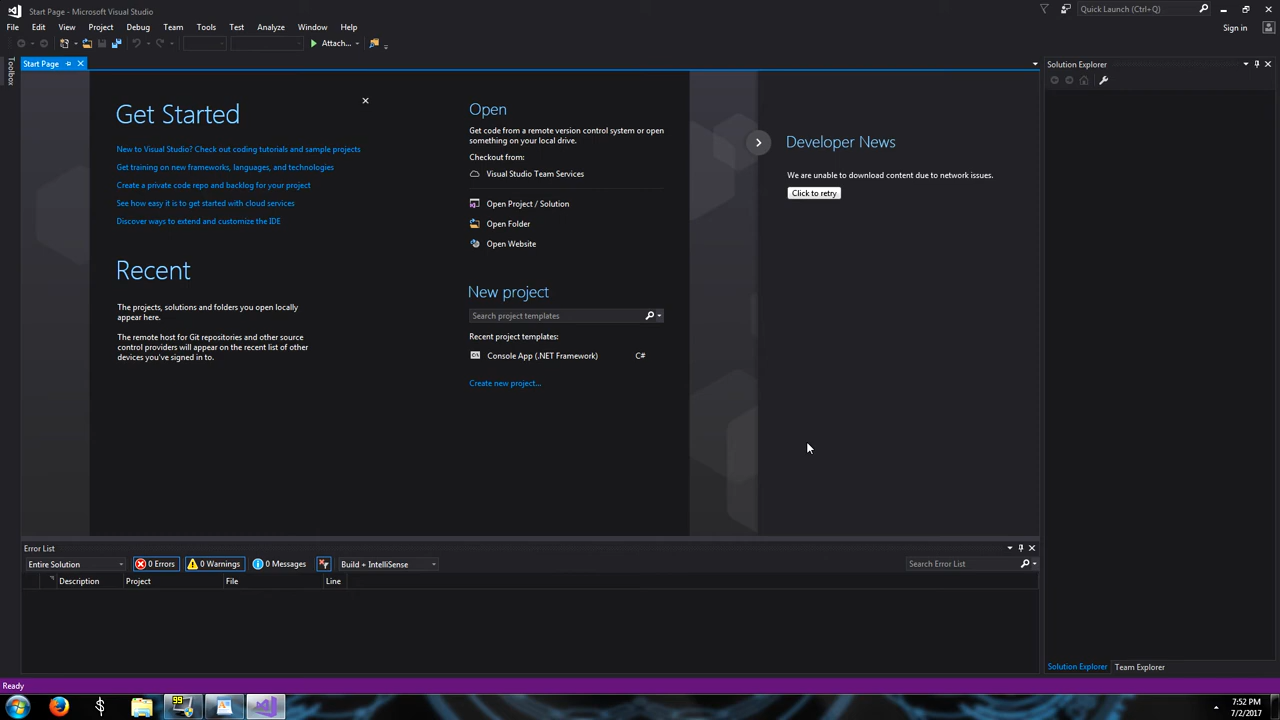 Start Page - Microsoft Visual Studio
Quick Launch (Ctrl+Q)
File Edit View Project Debug Team Tools Test Analyze Window Help
Sign in
Attach...
Toolbox
Start Page
Solution Explorer
Get Started
New to Visual Studio? Check out coding tutorials and sample projects
Get training on new frameworks, languages, and technologies
Create a private code repo and backlog for your project
See how easy it is to get started with cloud services
Discover ways to extend and customize the IDE
Recent
The projects, solutions and folders you open locally
appear here.
The remote host for Git repositories and other source
control providers will appear on the recent list of other
devices you've signed in to.
Open
Get code from a remote version control system or open
something on your local drive.
Checkout from:
Visual Studio Team Services
Open Project / Solution
Open Folder
Open Website
New project
Search project templates
Recent project templates:
Console App (.NET Framework) C#
Create new project...
Developer News
We are unable to download content due to network issues.
Click to retry
Error List
Entire Solution 0 Errors 0 Warnings 0 Messages Build + IntelliSense Search Error List
Description Project File Line
Solution Explorer Team Explorer
Ready
99
7:52 PM
7/2/2017